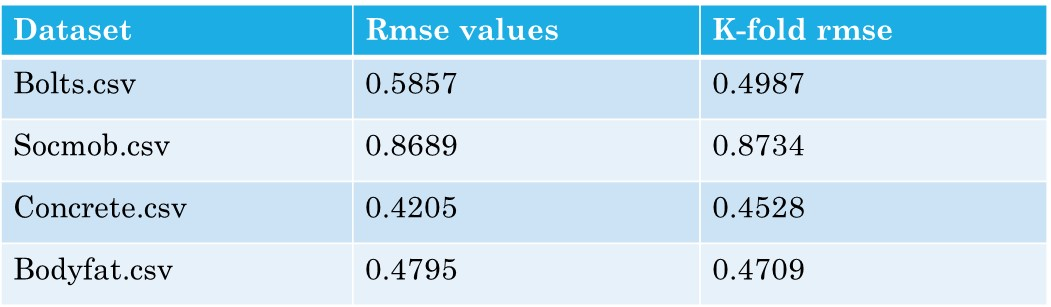 Dataset Rmse values K-fold rmse
Bolts.csv 0.5857 0.4987
Socmob.csv 0.8689 0.8734
Concrete.csv 0.4205 0.4528
Bodyfat.csv 0.4795 0.4709